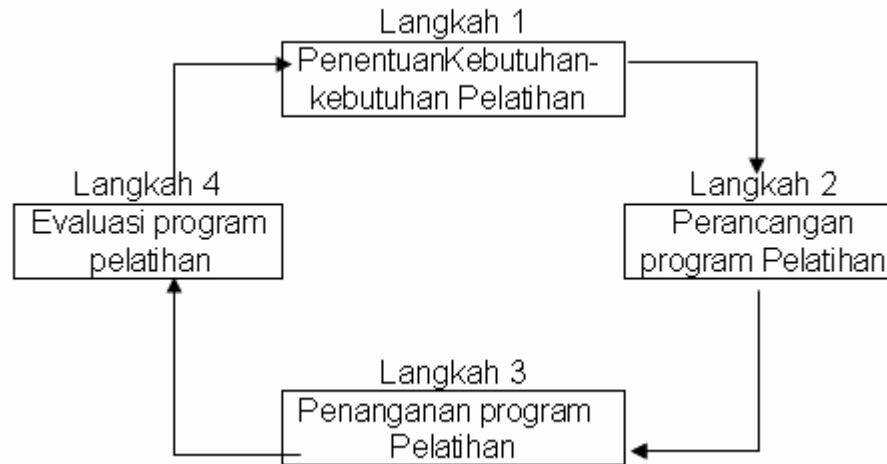 Langkah 1
PenentuanKebutuhan-
kebutuhan Pelatihan
Langkah 2
Perancangan
program Pelatihan
Langkah 3
Penanganan program
Pelatihan
Langkah 4
Evaluasi program
pelatihan